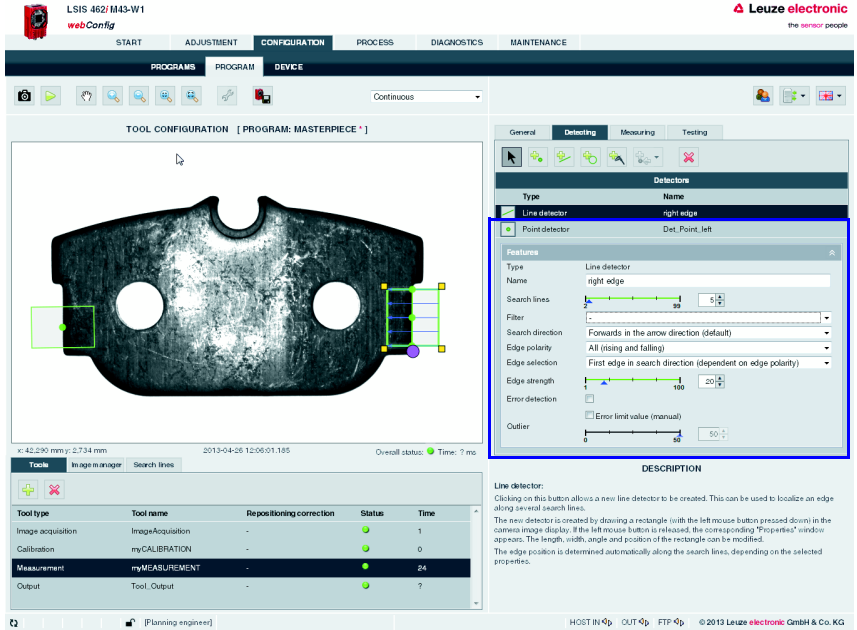 LSIS 462i M43-W1
webConfig
Leuze electronic
the sensor people
START ADJUSTMENT CONFIGURATION PROCESS DIAGNOSTICS MAINTENANCE
PROGRAMS PROGRAM DEVICE
Continuous
TOOL CONFIGURATION [ PROGRAM: MASTERPIECE * ]
General Detecting Measuring Testing
Detectors
Type Name
Line detector right edge
Point detector Det_Point_left
Features
Type Line detector
Name right edge
Search lines 2 99 5
Filter -
Search direction Forwards in the arrow direction (default)
Edge polarity All (rising and falling)
Edge selection First edge in search direction (dependent on edge polarity)
Edge strength 1 100 20
Error detection
Error limit value (manual)
Outlier 0 50 50
x: 42,290 mm y: 2,734 mm 2013-04-26 12:06:01.185 Overall status: Time: ? ms
Tools Image manager Search lines
Tool type Tool name Repositioning correction Status Time
Image acquisition ImageAcquisition - 1
Calibration myCALIBRATION - 0
Measurement myMEASUREMENT - 24
Output Tool_Output - ?
DESCRIPTION
Line detector:
Clicking on this button allows a new line detector to be created. This can be used to localize an edge
along several search lines.
The new detector is created by drawing a rectangle (with the left mouse button pressed down) in the
camera image display. If the left mouse button is released, the corresponding "Properties" window
appears. The length, width, angle and position of the rectangle can be modified.
The edge position is determined automatically along the search lines, depending on the selected
properties.
[Planning engineer] HOST IN OUT FTP © 2013 Leuze electronic GmbH & Co. KG